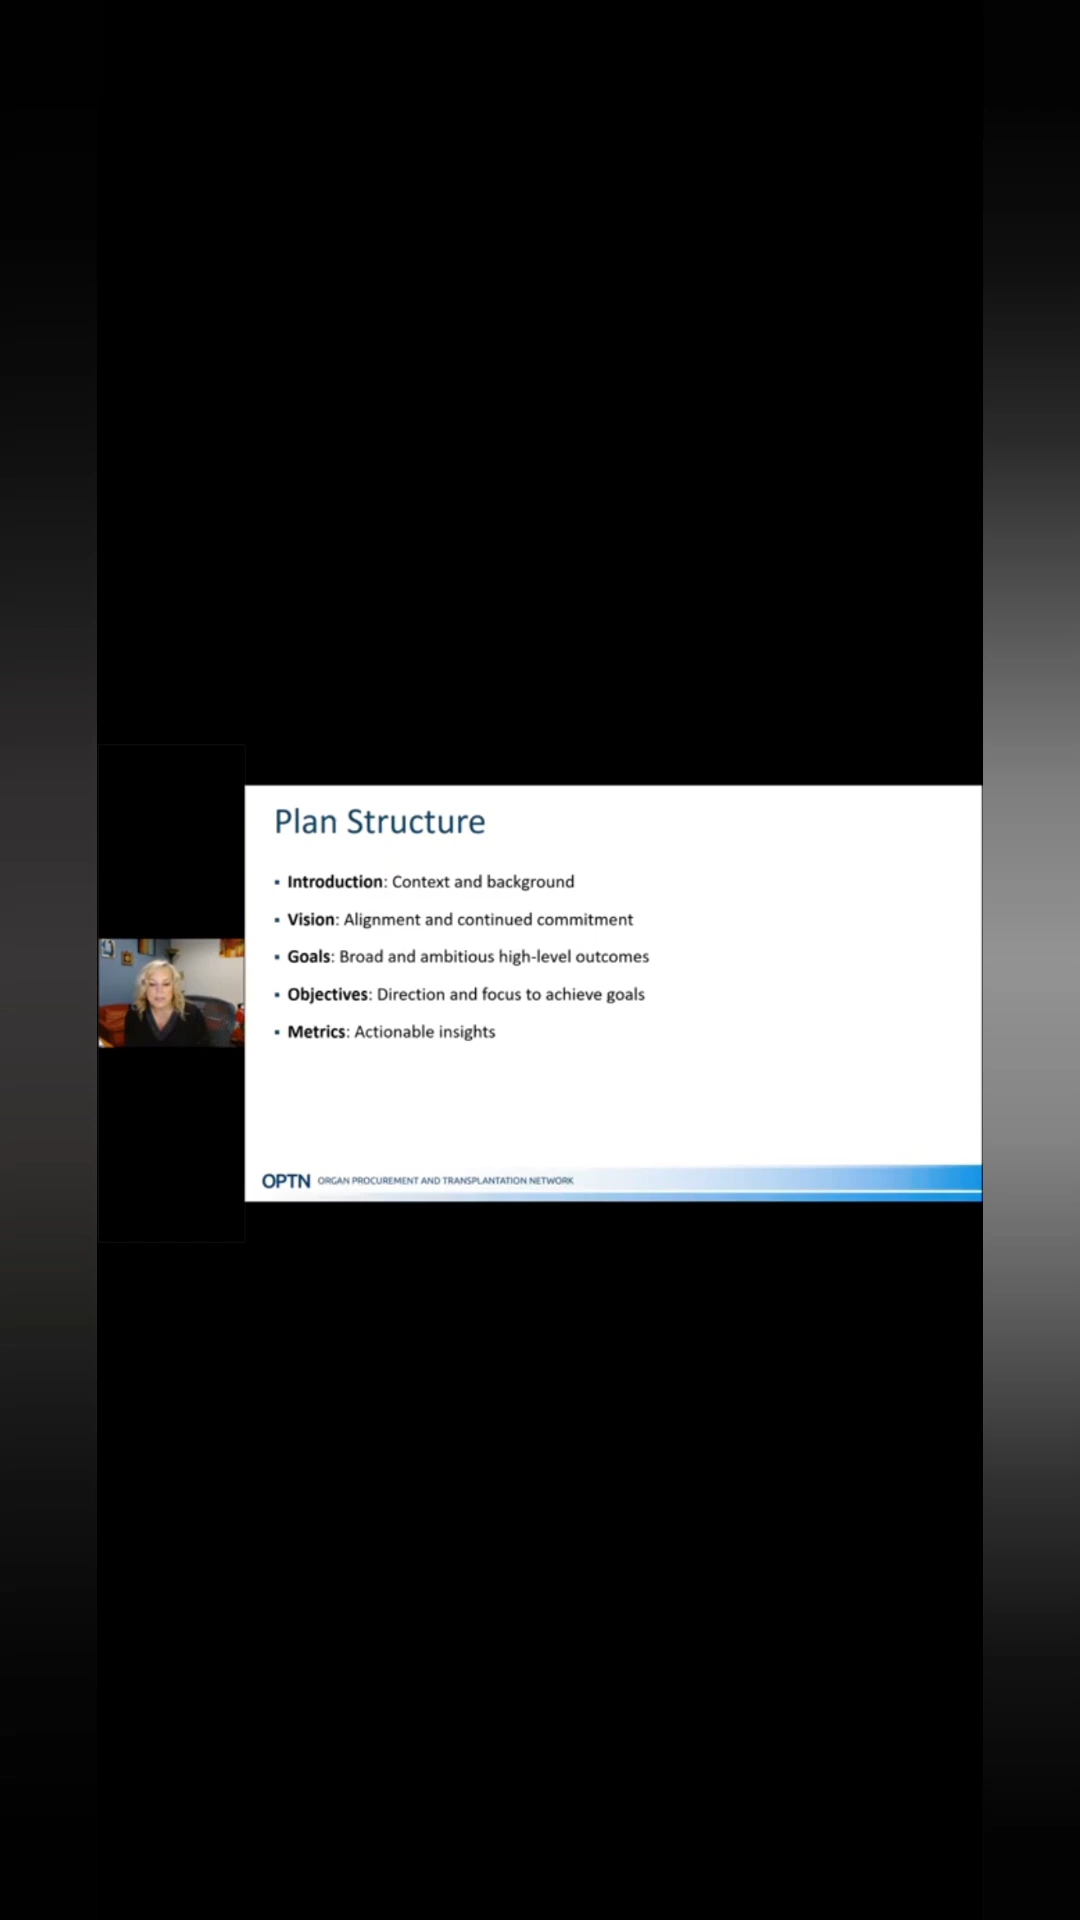 Plan Structure
▪ Introduction: Context and background
▪ Vision: Alignment and continued commitment
▪ Goals: Broad and ambitious high-level outcomes
▪ Objectives: Direction and focus to achieve goals
▪ Metrics: Actionable insights
OPTN ORGAN PROCUREMENT AND TRANSPLANTATION NETWORK